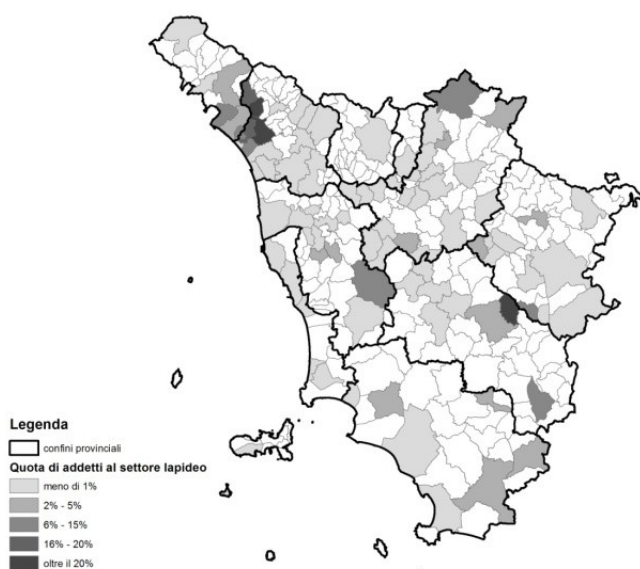 Legenda
confini provinciali
Quota di addetti al settore lapideo
meno di 1%
2% - 5%
6% - 15%
16% - 20%
oltre il 20%